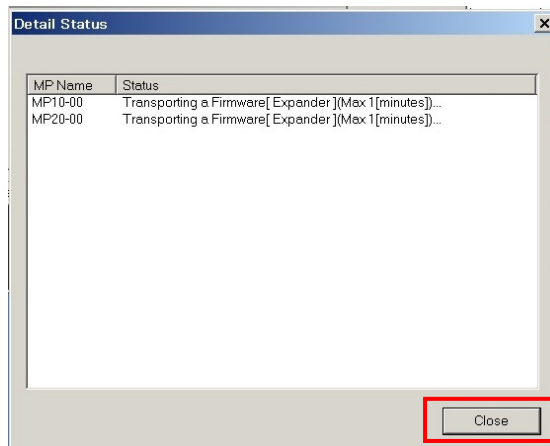 Detail Status
MP Name Status
MP10-00 Transporting a Firmware[ Expander ](Max 1[minutes])...
MP20-00 Transporting a Firmware[ Expander ](Max 1[minutes])...
Close